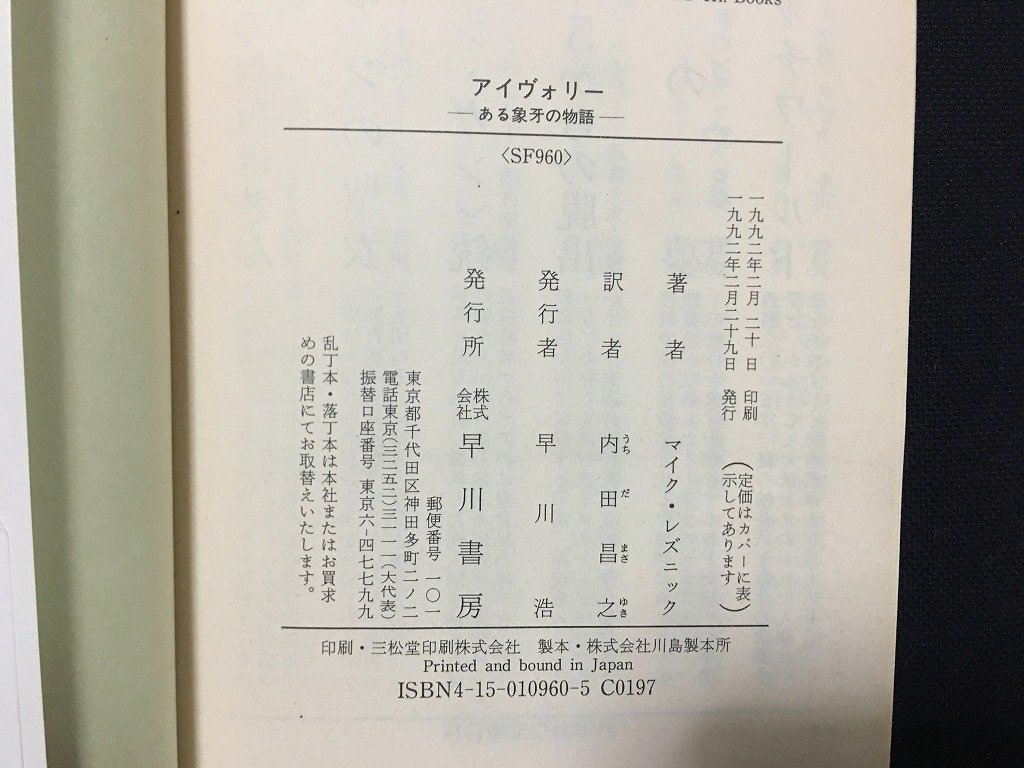 Books
アイヴォリー
―ある象牙の物語―
〈SF960〉
一九九二年二月 二十 日 印刷
一九九二年二月二十九日 発行
(定価はカバーに表
示してあります)
著者 マイク・レズニック
訳者 内田昌之
うち だ まさ ゆき
発行者 早川 浩
発行所 株式会社 早川書房
郵便番号 一〇一
東京都千代田区神田多町二ノ二
電話東京(三二五二)三一一一(大代表)
振替口座番号 東京六-四七七九九
乱丁本・落丁本は本社またはお買求
めの書店にてお取替えいたします。
印刷・三松堂印刷株式会社 製本・株式会社川島製本所
Printed and bound in Japan
ISBN4-15-010960-5 C0197